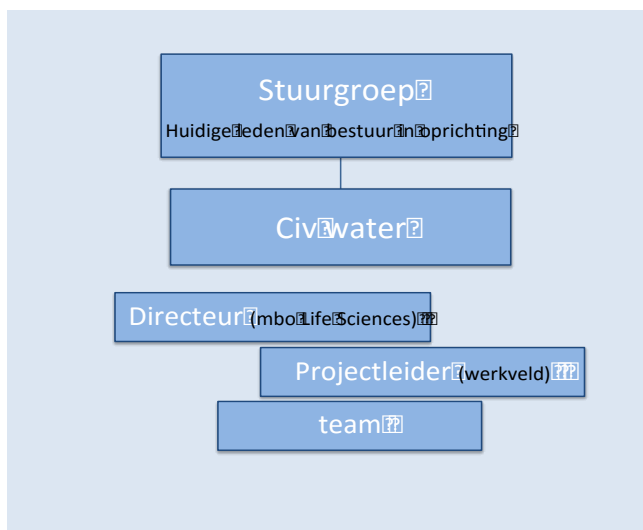 Stuurgroep
Huidige leden van bestuur in oprichting
Civ water
Directeur (mbo Life Sciences)
Projectleider (werkveld)
team